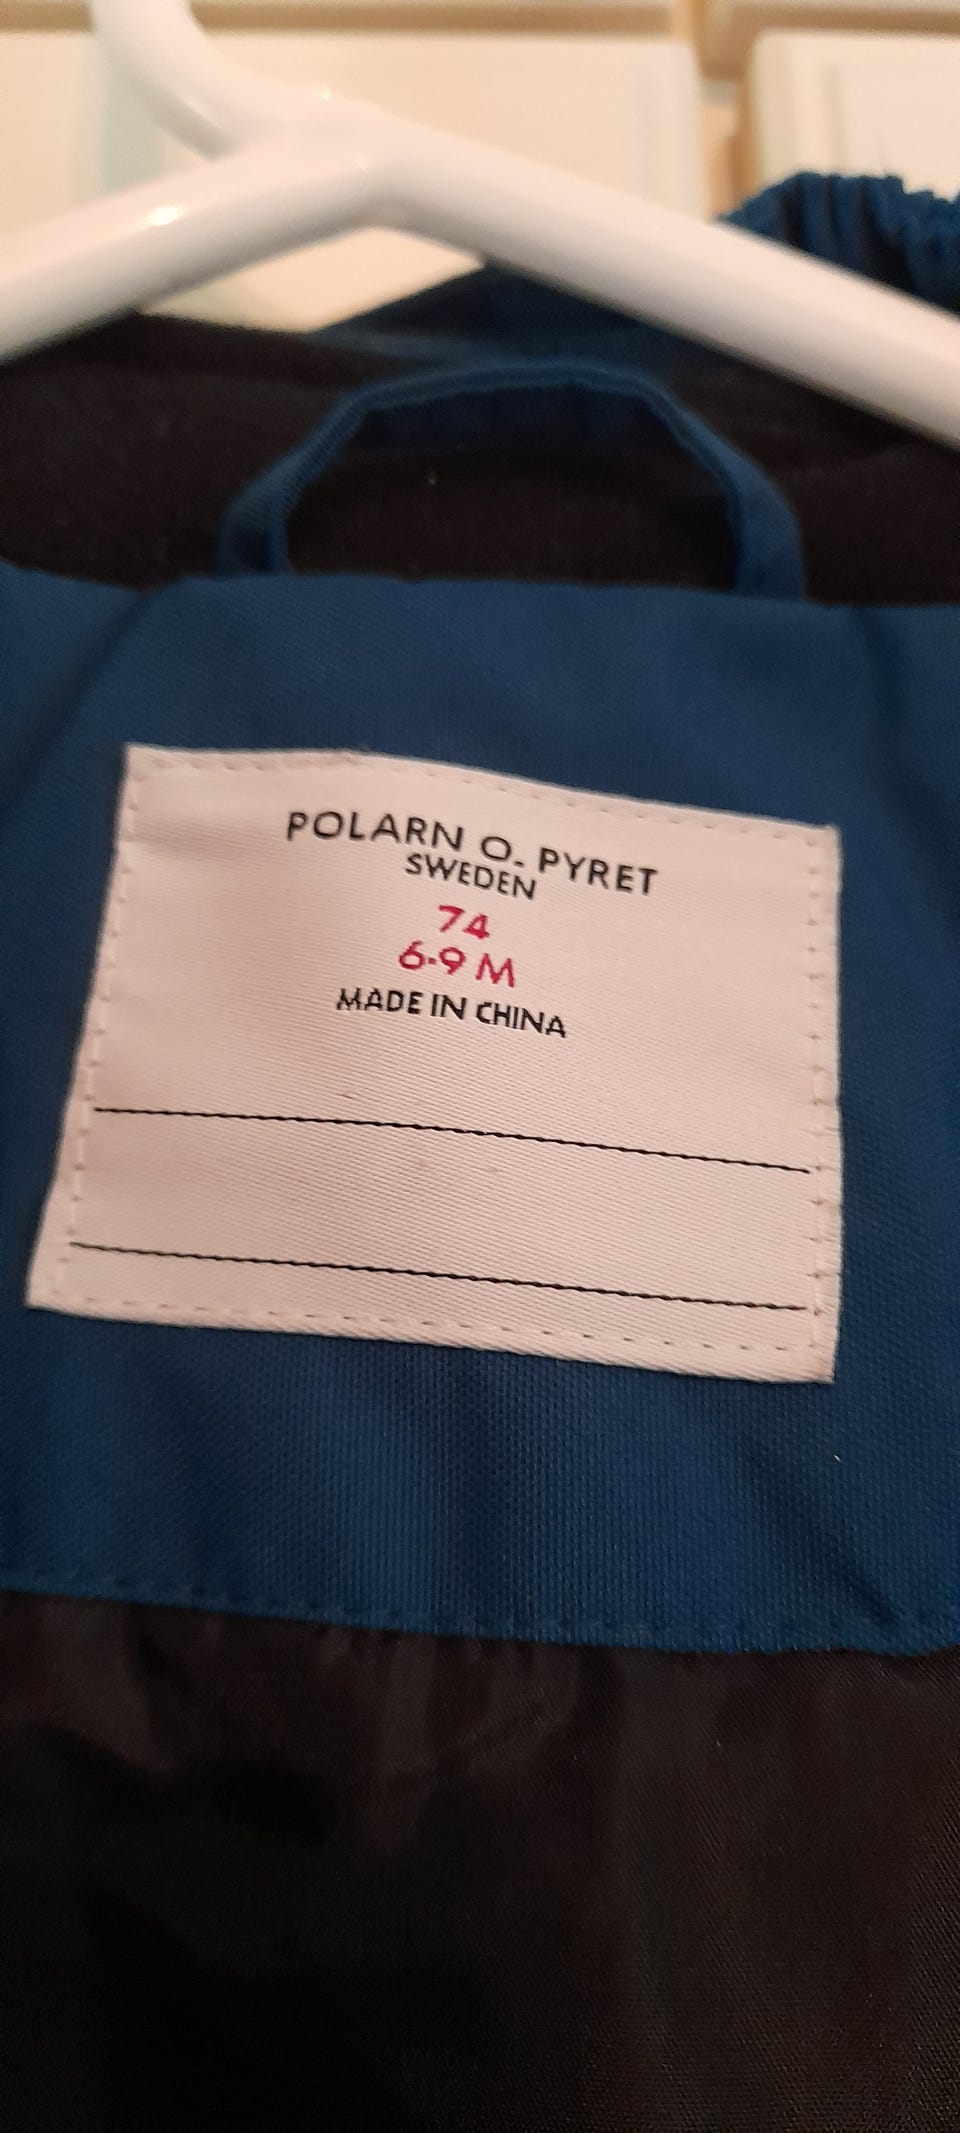 POLARN O. PYRET
SWEDEN
74
6-9 M
MADE IN CHINA